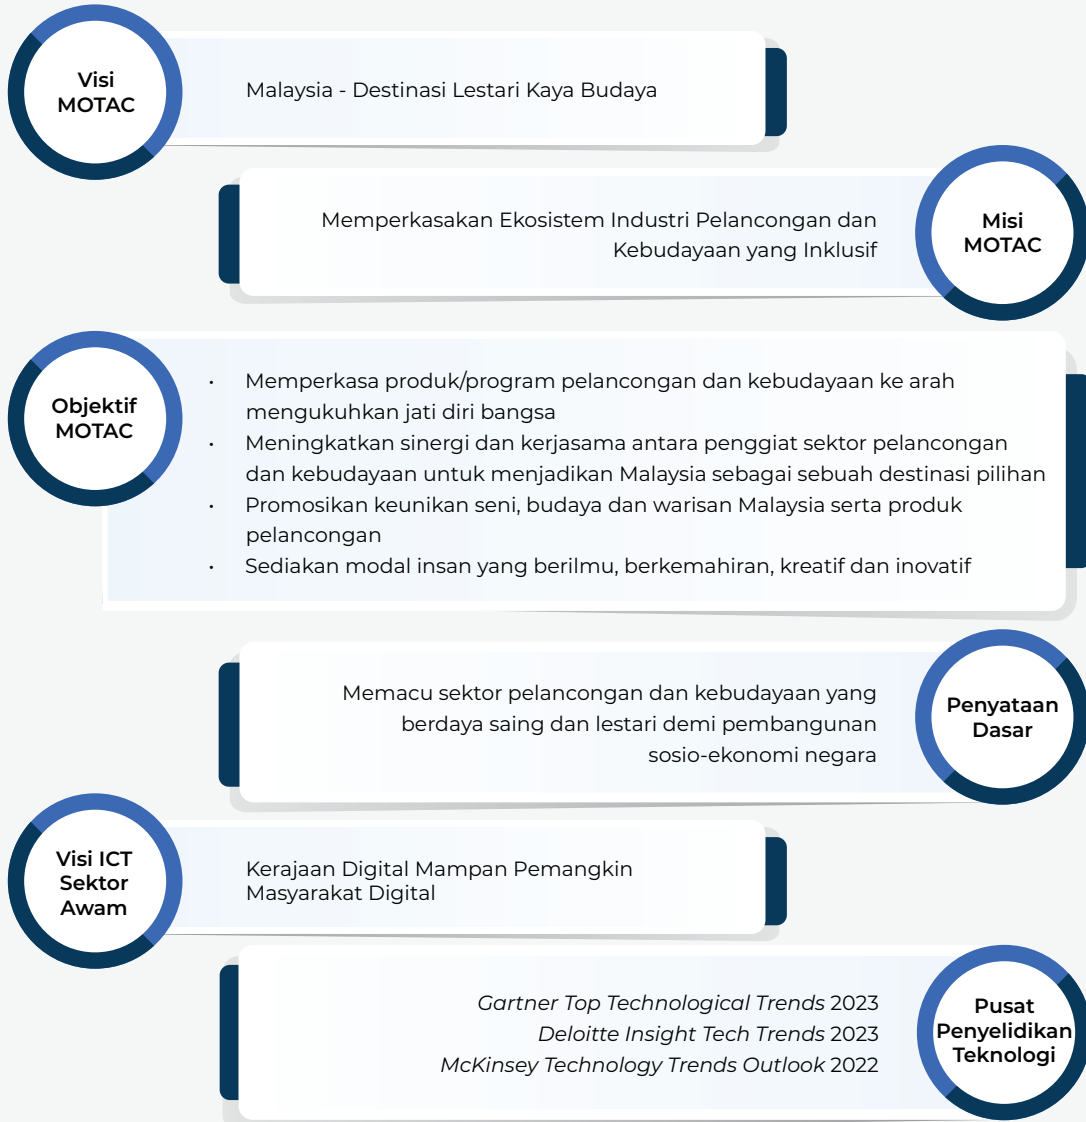 Visi
MOTAC
Malaysia - Destinasi Lestari Kaya Budaya
Memperkasakan Ekosistem Industri Pelancongan dan
Kebudayaan yang Inklusif
Misi
MOTAC
Objektif
MOTAC
• Memperkasa produk/program pelancongan dan kebudayaan ke arah
mengukuhkan jati diri bangsa
• Meningkatkan sinergi dan kerjasama antara penggiat sektor pelancongan
dan kebudayaan untuk menjadikan Malaysia sebagai sebuah destinasi pilihan
• Promosikan keunikan seni, budaya dan warisan Malaysia serta produk
pelancongan
• Sediakan modal insan yang berilmu, berkemahiran, kreatif dan inovatif
Memacu sektor pelancongan dan kebudayaan yang
berdaya saing dan lestari demi pembangunan
sosio-ekonomi negara
Penyataan
Dasar
Visi ICT
Sektor
Awam
Kerajaan Digital Mampan Pemangkin
Masyarakat Digital
Gartner Top Technological Trends 2023
Deloitte Insight Tech Trends 2023
McKinsey Technology Trends Outlook 2022
Pusat
Penyelidikan
Teknologi